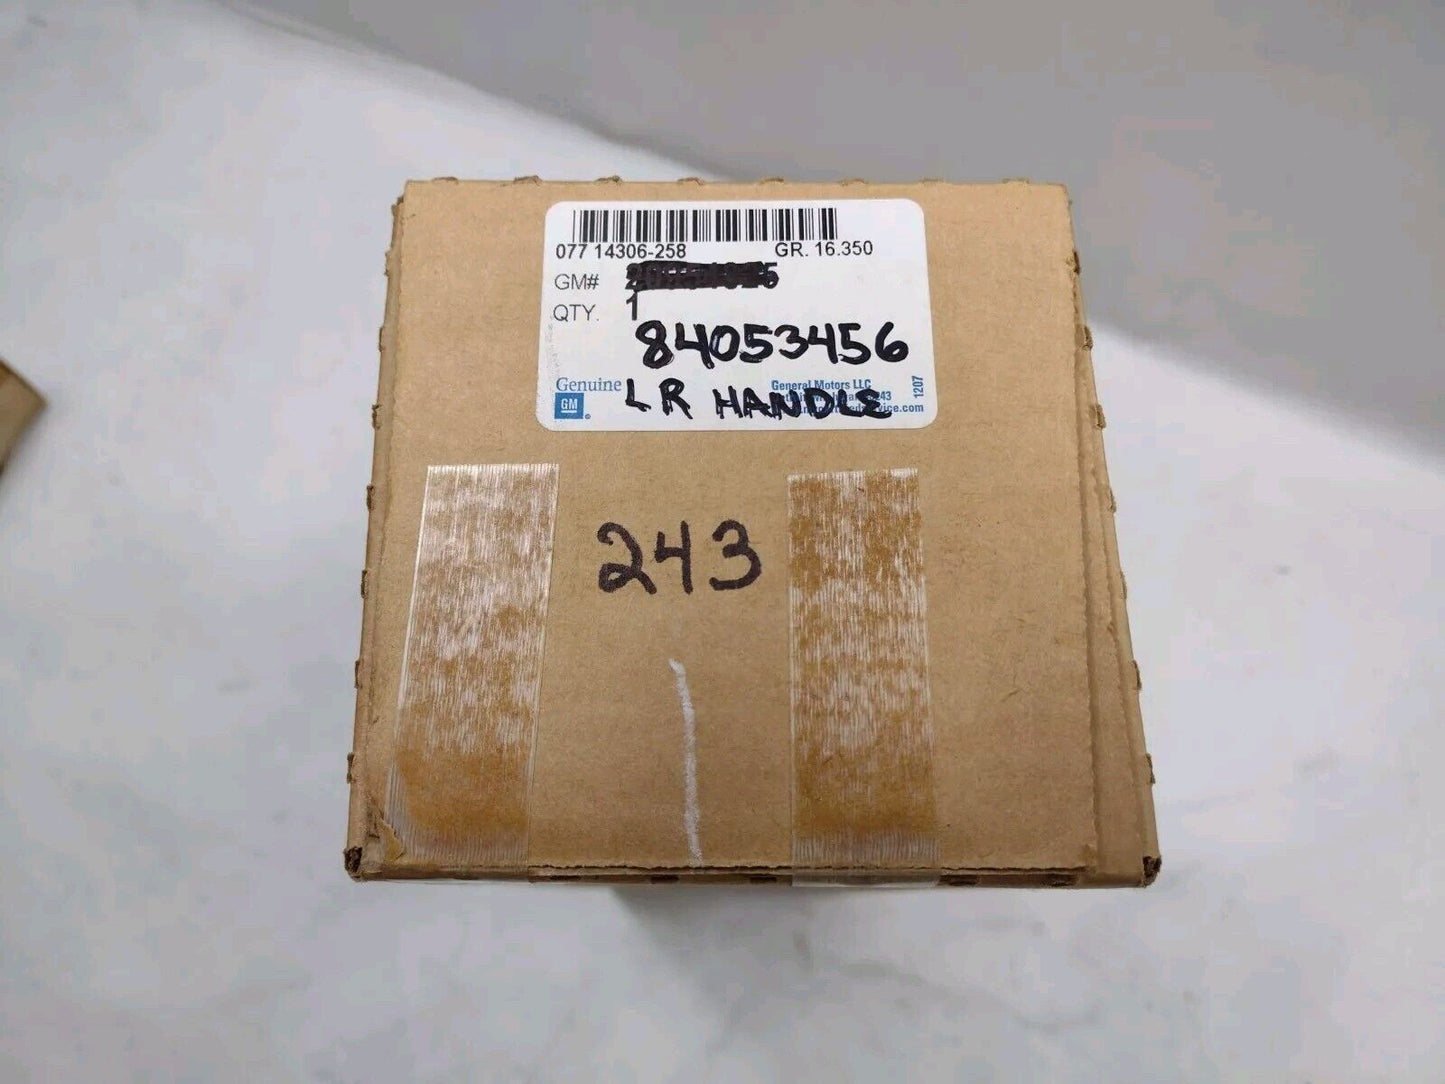 077 14306-258 GR. 16.350
GM#
QTY. 1
84053456
Genuine General Motors LLC 1207
GM LR HANDLE
243